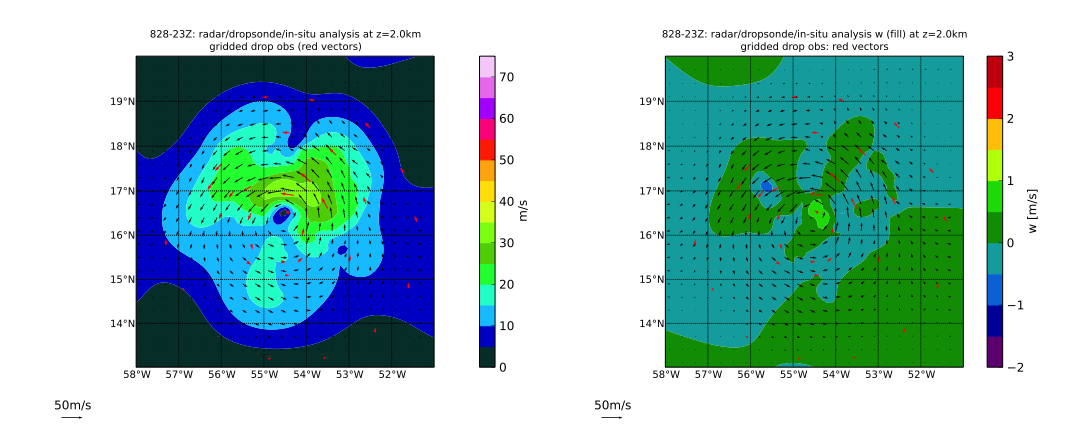 828-23Z: radar/dropsonde/in-situ analysis at z=2.0km
gridded drop obs (red vectors)
19°N
18°N
17°N
16°N
15°N
14°N
58°W 57°W 56°W 55°W 54°W 53°W 52°W
70
60
50
40
30
20
10
0
m/s
50m/s
828-23Z: radar/dropsonde/in-situ analysis w (fill) at z=2.0km
gridded drop obs: red vectors
19°N
18°N
17°N
16°N
15°N
14°N
58°W 57°W 56°W 55°W 54°W 53°W 52°W
3
2
1
0
−1
−2
w [m/s]
50m/s